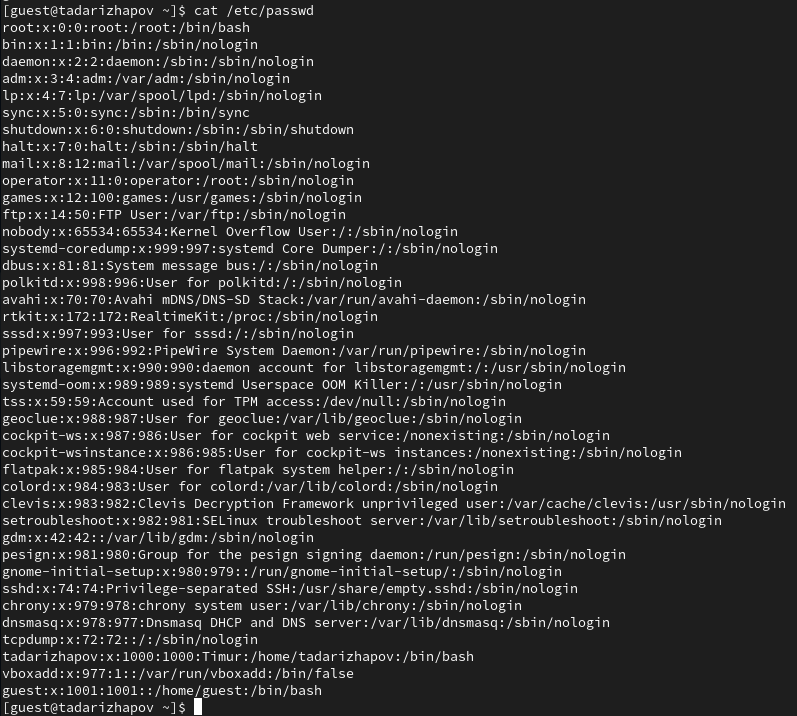 [guest@tadarizhapov ~]$ cat /etc/passwd
root:x:0:0:root:/root:/bin/bash
bin:x:1:1:bin:/bin:/sbin/nologin
daemon:x:2:2:daemon:/sbin:/sbin/nologin
adm:x:3:4:adm:/var/adm:/sbin/nologin
lp:x:4:7:lp:/var/spool/lpd:/sbin/nologin
sync:x:5:0:sync:/sbin:/bin/sync
shutdown:x:6:0:shutdown:/sbin:/sbin/shutdown
halt:x:7:0:halt:/sbin:/sbin/halt
mail:x:8:12:mail:/var/spool/mail:/sbin/nologin
operator:x:11:0:operator:/root:/sbin/nologin
games:x:12:100:games:/usr/games:/sbin/nologin
ftp:x:14:50:FTP User:/var/ftp:/sbin/nologin
nobody:x:65534:65534:Kernel Overflow User:/:/sbin/nologin
systemd-coredump:x:999:997:systemd Core Dumper:/:/sbin/nologin
dbus:x:81:81:System message bus:/:/sbin/nologin
polkitd:x:998:996:User for polkitd:/:/sbin/nologin
avahi:x:70:70:Avahi mDNS/DNS-SD Stack:/var/run/avahi-daemon:/sbin/nologin
rtkit:x:172:172:RealtimeKit:/proc:/sbin/nologin
sssd:x:997:993:User for sssd:/:/sbin/nologin
pipewire:x:996:992:PipeWire System Daemon:/var/run/pipewire:/sbin/nologin
libstoragemgmt:x:990:990:daemon account for libstoragemgmt:/:/usr/sbin/nologin
systemd-oom:x:989:989:systemd Userspace OOM Killer:/:/usr/sbin/nologin
tss:x:59:59:Account used for TPM access:/dev/null:/sbin/nologin
geoclue:x:988:987:User for geoclue:/var/lib/geoclue:/sbin/nologin
cockpit-ws:x:987:986:User for cockpit web service:/nonexisting:/sbin/nologin
cockpit-wsinstance:x:986:985:User for cockpit-ws instances:/nonexisting:/sbin/nologin
flatpak:x:985:984:User for flatpak system helper:/:/sbin/nologin
colord:x:984:983:User for colord:/var/lib/colord:/sbin/nologin
clevis:x:983:982:Clevis Decryption Framework unprivileged user:/var/cache/clevis:/usr/sbin/nologin
setroubleshoot:x:982:981:SELinux troubleshoot server:/var/lib/setroubleshoot:/sbin/nologin
gdm:x:42:42::/var/lib/gdm:/sbin/nologin
pesign:x:981:980:Group for the pesign signing daemon:/run/pesign:/sbin/nologin
gnome-initial-setup:x:980:979::/run/gnome-initial-setup/:/sbin/nologin
sshd:x:74:74:Privilege-separated SSH:/usr/share/empty.sshd:/sbin/nologin
chrony:x:979:978:chrony system user:/var/lib/chrony:/sbin/nologin
dnsmasq:x:978:977:Dnsmasq DHCP and DNS server:/var/lib/dnsmasq:/sbin/nologin
tcpdump:x:72:72::/:/sbin/nologin
tadarizhapov:x:1000:1000:Timur:/home/tadarizhapov:/bin/bash
vboxadd:x:977:1::/var/run/vboxadd:/bin/false
guest:x:1001:1001::/home/guest:/bin/bash
[guest@tadarizhapov ~]$